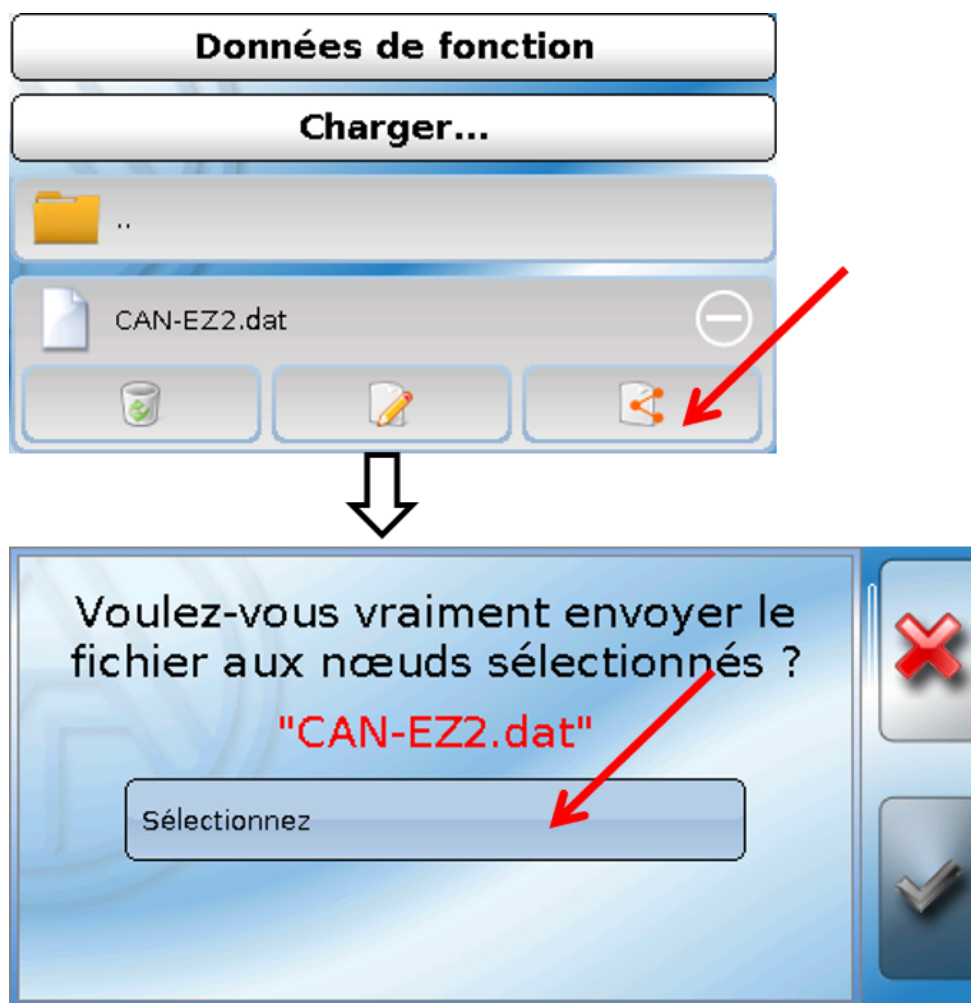 Données de fonction
Charger...
..
CAN-EZ2.dat
Voulez-vous vraiment envoyer le
fichier aux nœuds sélectionnés ?
"CAN-EZ2.dat"
Sélectionnez